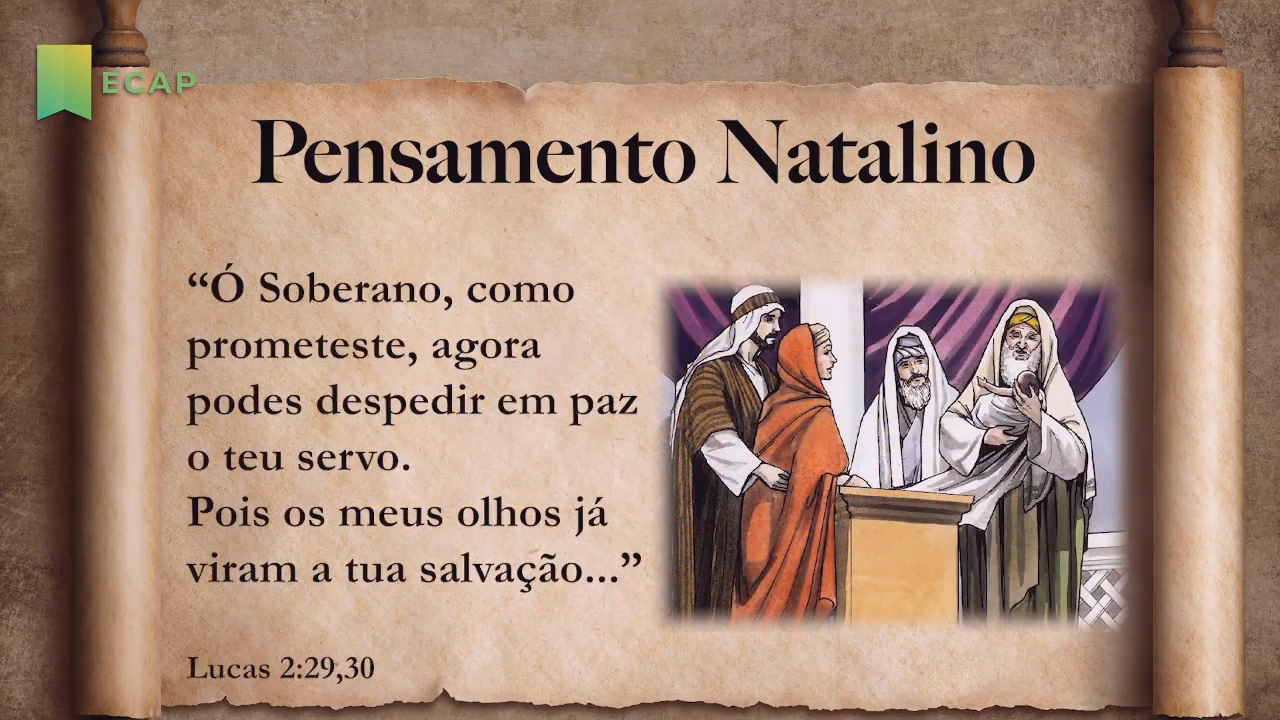 ECAP
Pensamento Natalino
“Ó Soberano, como
prometeste, agora
podes despedir em paz
o teu servo.
Pois os meus olhos já
viram a tua salvação...”
Lucas 2:29,30